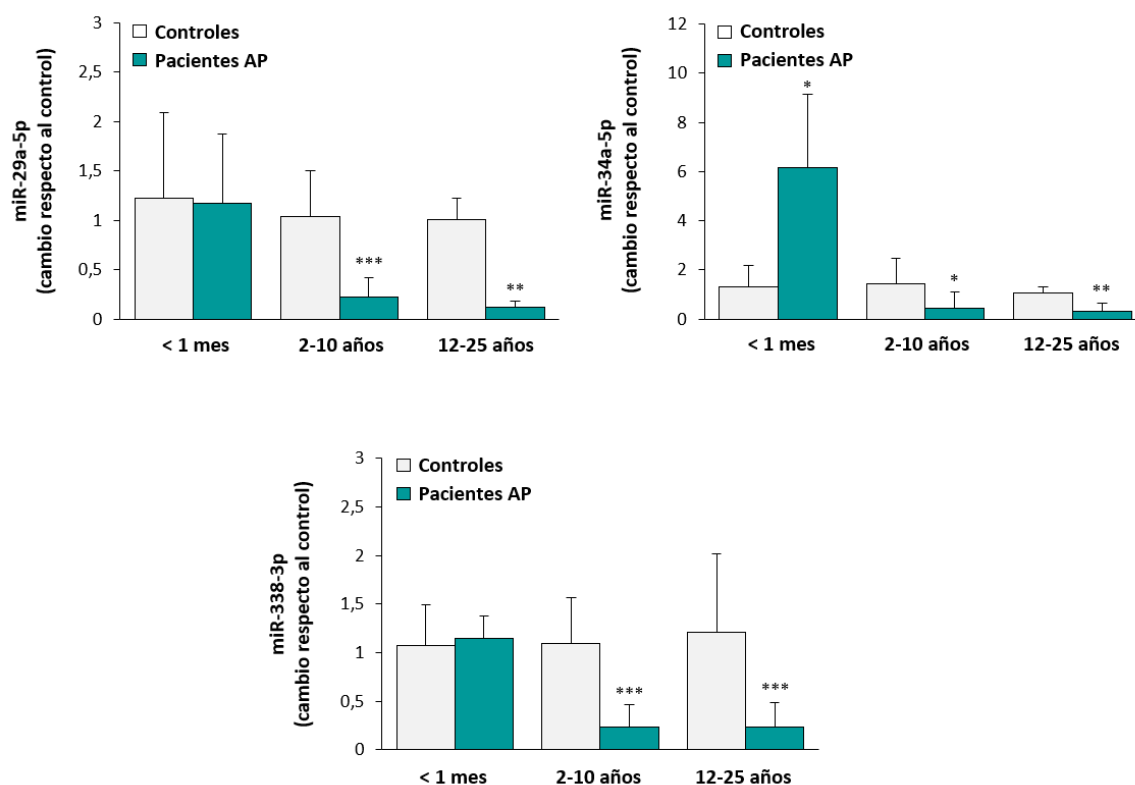 miR-29a-5p
(cambio respecto al control)
3
2,5
2
1,5
1
0,5
0
Controles
Pacientes AP
***
**
< 1 mes
2-10 años
12-25 años
miR-34a-5p
(cambio respecto al control)
12
10
8
6
4
2
0
Controles
Pacientes AP
*
*
**
< 1 mes
2-10 años
12-25 años
miR-338-3p
(cambio respecto al control)
3
2,5
2
1,5
1
0,5
0
Controles
Pacientes AP
***
***
< 1 mes
2-10 años
12-25 años